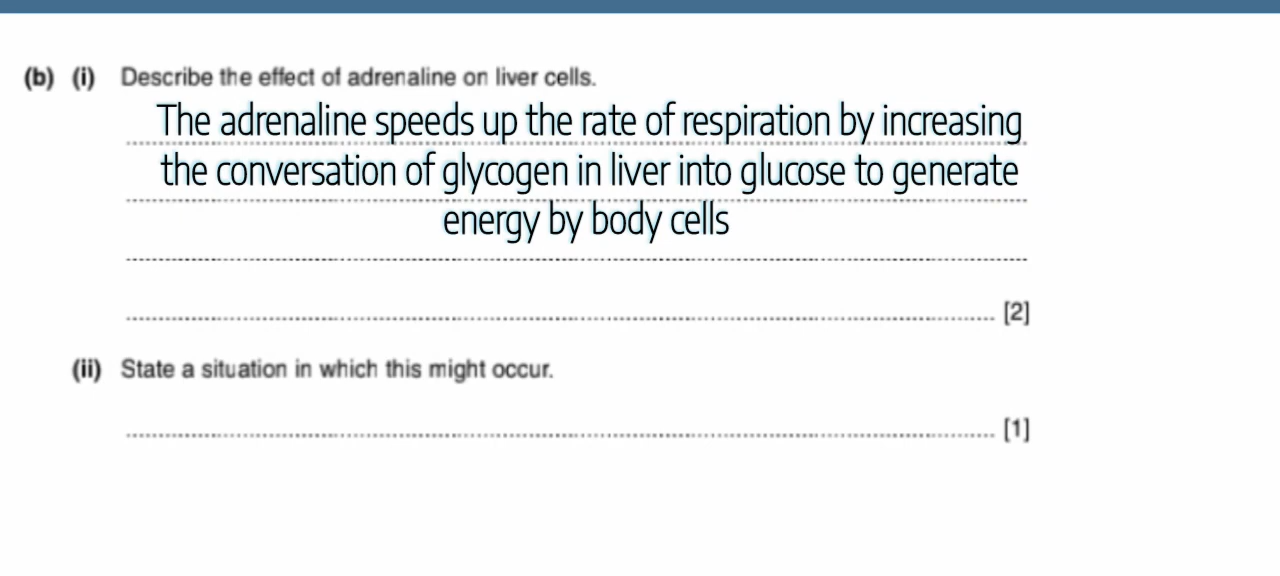 (b) (i) Describe the effect of adrenaline on liver cells.
The adrenaline speeds up the rate of respiration by increasing
the conversation of glycogen in liver into glucose to generate
energy by body cells
[2]
(ii) State a situation in which this might occur.
[1]